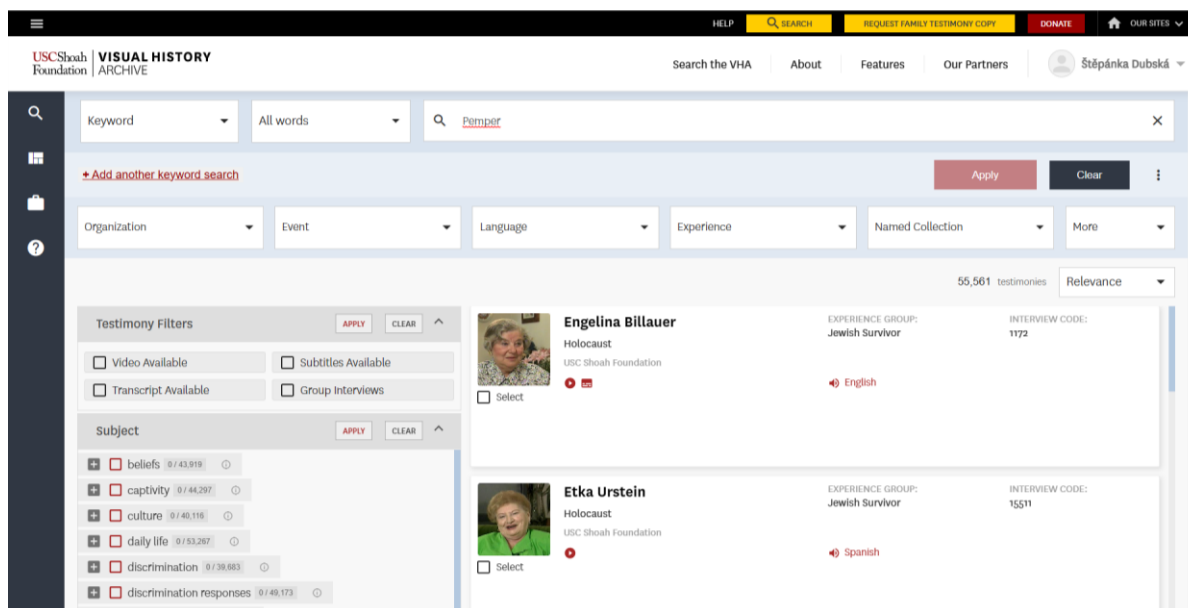 HELP SEARCH REQUEST FAMILY TESTIMONY COPY DONATE OUR SITES
USC Shoah Foundation VISUAL HISTORY ARCHIVE
Search the VHA About Features Our Partners Štěpánka Dubská
Keyword All words Pemper
+ Add another keyword search Apply Clear
Organization Event Language Experience Named Collection More
55,561 testimonies Relevance
Testimony Filters APPLY CLEAR
Video Available Subtitles Available
Transcript Available Group Interviews
Subject APPLY CLEAR
beliefs 0/43,919
captivity 0/44,297
culture 0/40,116
daily life 0/53,267
discrimination 0/39,683
discrimination responses 0/49,173
Engelina Billauer
Holocaust
USC Shoah Foundation
EXPERIENCE GROUP:
Jewish Survivor
INTERVIEW CODE:
1172
English
Select
Etka Urstein
Holocaust
USC Shoah Foundation
EXPERIENCE GROUP:
Jewish Survivor
INTERVIEW CODE:
15511
Spanish
Select